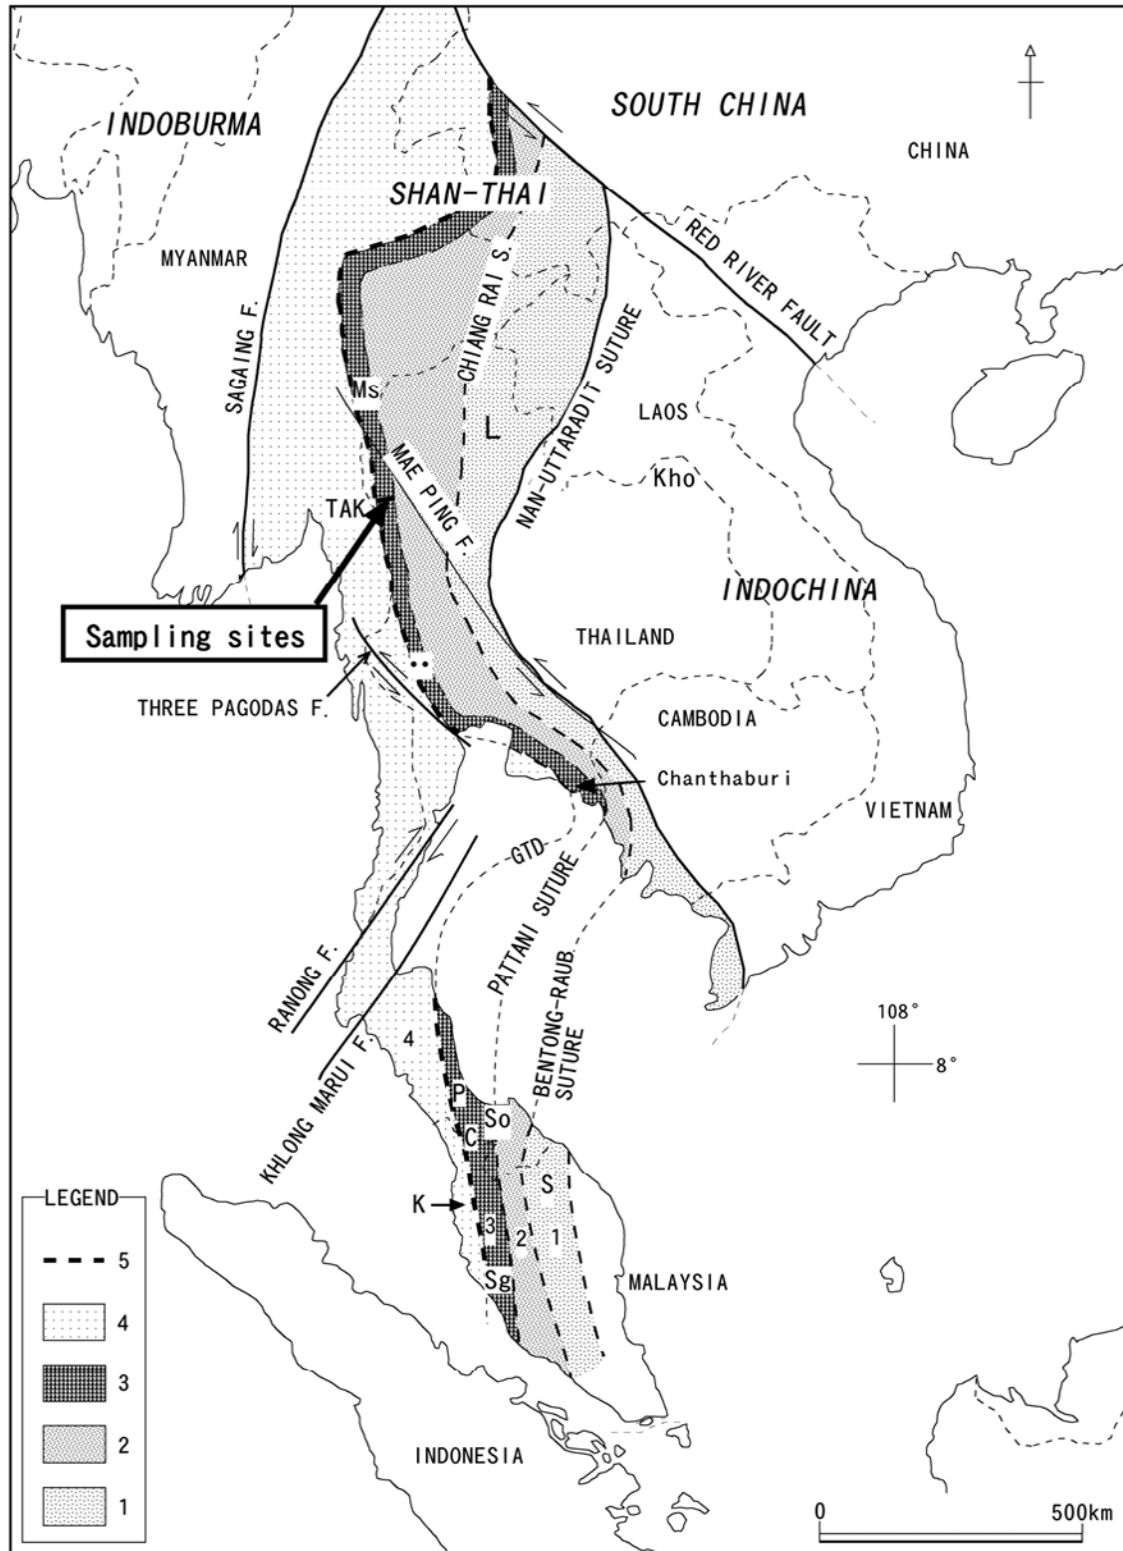 SOUTH CHINA
INDOBURMA
CHINA
SHAN-THAI
MYANMAR
RED RIVER FAULT
CHIANG RAI S.
SAGAING F.
NAN-UTTARADIT SUTURE
Ms
LAOS
L
MAE PING F.
Kho
TAK
INDOCHINA
Sampling sites
THAILAND
THREE PAGODAS F.
CAMBODIA
Chanthaburi
VIETNAM
GTD
PATTANI SUTURE
RANONG F.
BENTONG-RAUB
SUTURE
108°
8°
4
KHLONG MARUI F.
P
So
C
S
K
3
2
1
Sg
MALAYSIA
LEGEND
5
4
3
2
1
INDONESIA
0 500km